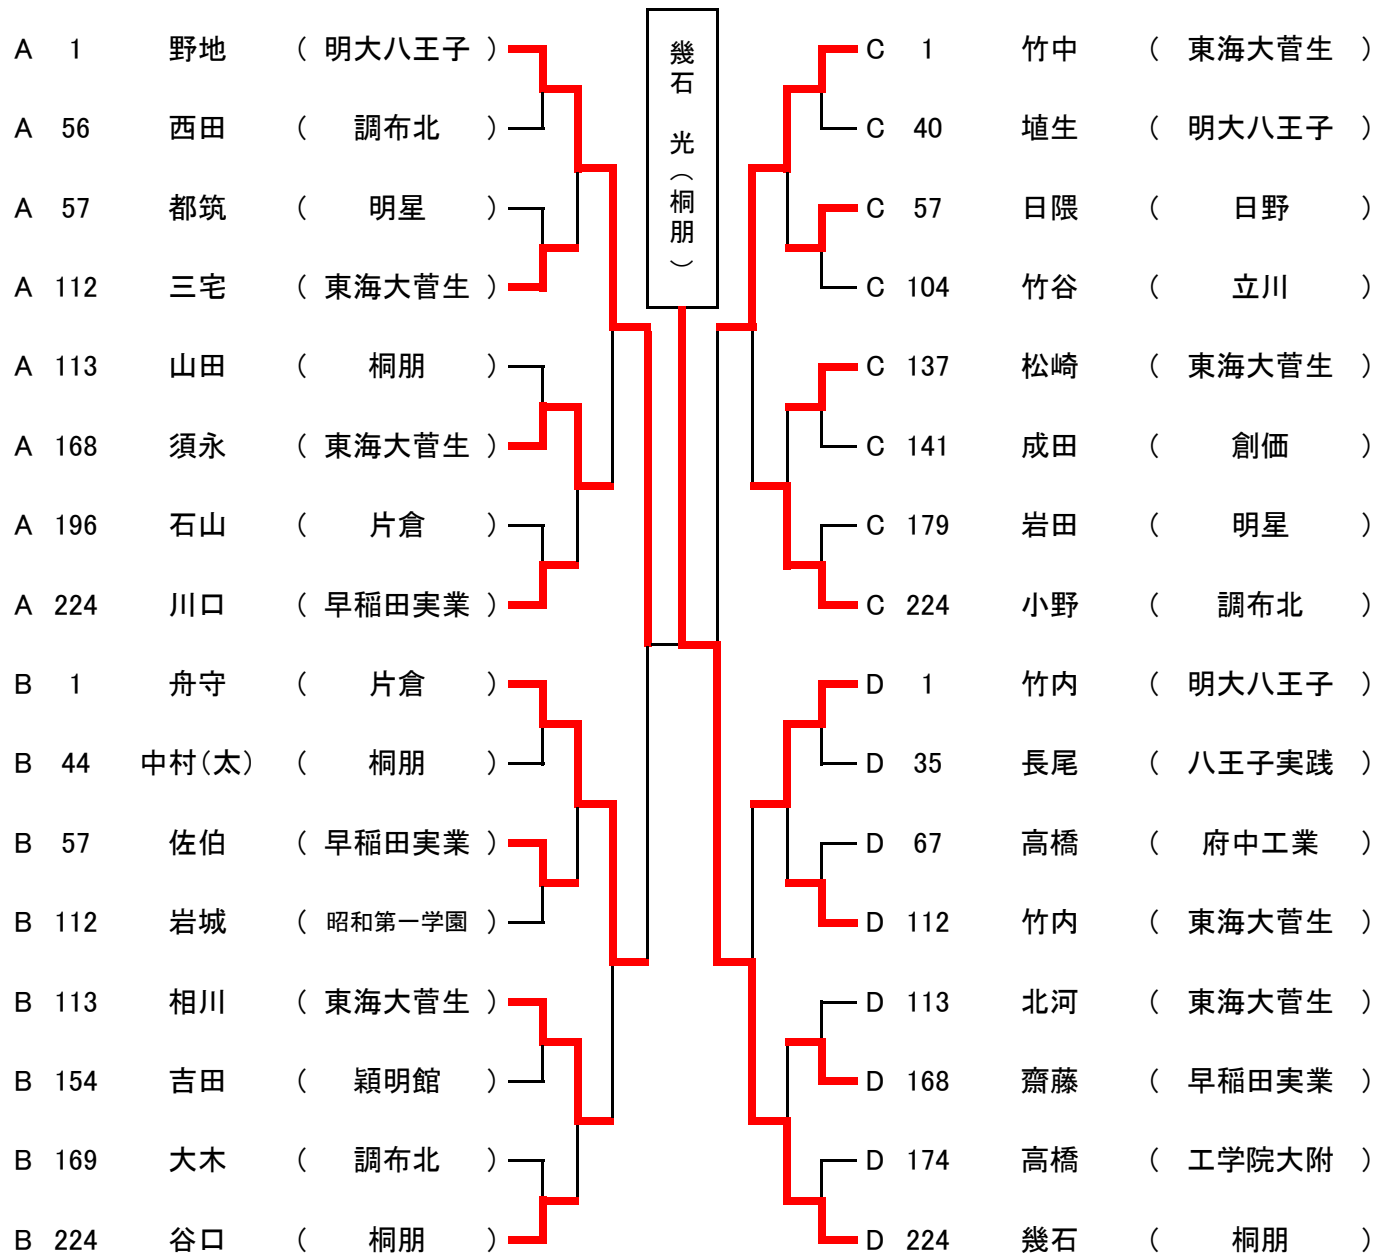 A 1 野地 ( 明大八王子 )
A 56 西田 ( 調布北 )
A 57 都筑 ( 明星 )
A 112 三宅 ( 東海大菅生 )
A 113 山田 ( 桐朋 )
A 168 須永 ( 東海大菅生 )
A 196 石山 ( 片倉 )
A 224 川口 ( 早稲田実業 )
B 1 舟守 ( 片倉 )
B 44 中村(太) ( 桐朋 )
B 57 佐伯 ( 早稲田実業 )
B 112 岩城 ( 昭和第一学園 )
B 113 相川 ( 東海大菅生 )
B 154 吉田 ( 穎明館 )
B 169 大木 ( 調布北 )
B 224 谷口 ( 桐朋 )
幾石 光(桐朋)
C 1 竹中 ( 東海大菅生 )
C 40 埴生 ( 明大八王子 )
C 57 日隈 ( 日野 )
C 104 竹谷 ( 立川 )
C 137 松崎 ( 東海大菅生 )
C 141 成田 ( 創価 )
C 179 岩田 ( 明星 )
C 224 小野 ( 調布北 )
D 1 竹内 ( 明大八王子 )
D 35 長尾 ( 八王子実践 )
D 67 高橋 ( 府中工業 )
D 112 竹内 ( 東海大菅生 )
D 113 北河 ( 東海大菅生 )
D 168 齋藤 ( 早稲田実業 )
D 174 高橋 ( 工学院大附 )
D 224 幾石 ( 桐朋 )